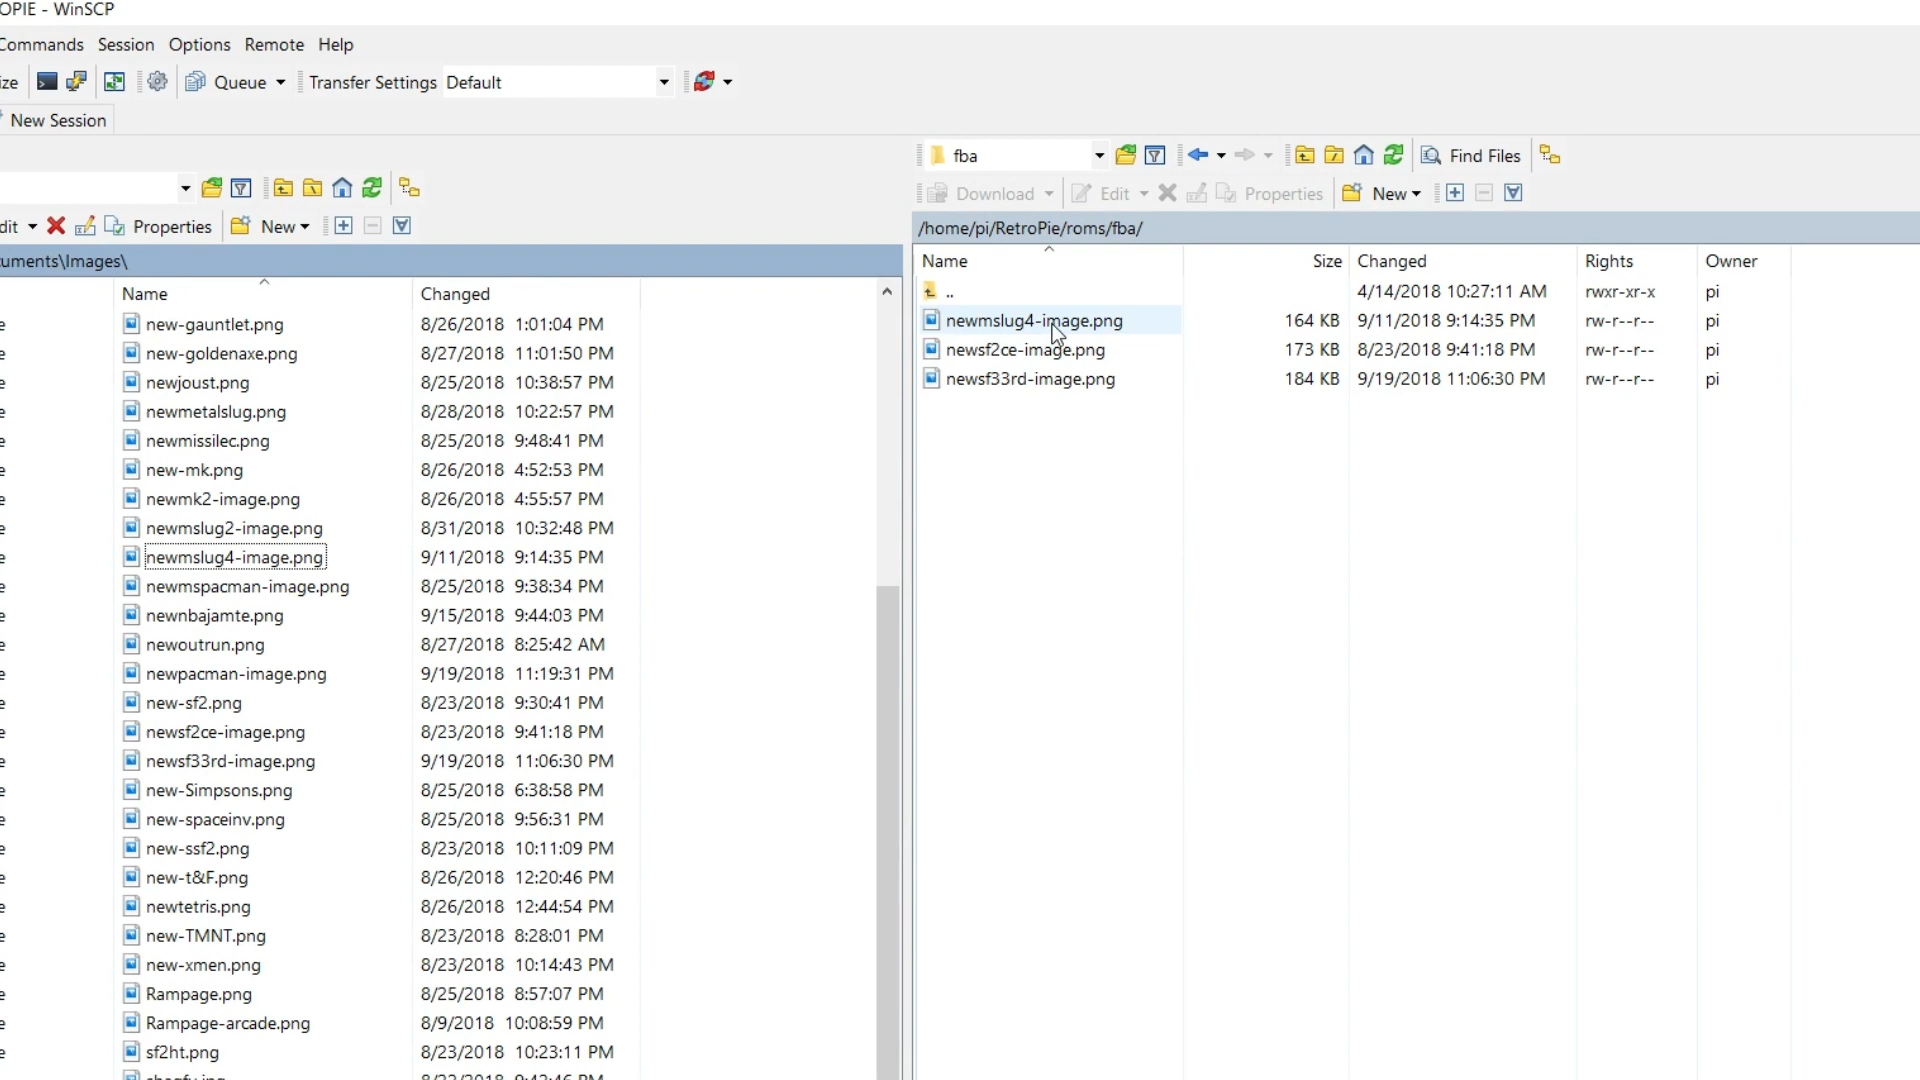 OPIE - WinSCP
Commands Session Options Remote Help
ize Queue Transfer Settings Default
New Session
fba Find Files
Download Edit Properties New
dit Properties New
/home/pi/RetroPie/roms/fba/
uments\Images\
Name Size Changed Rights Owner
.. 4/14/2018 10:27:11 AM rwxr-xr-x pi
newmslug4-image.png 164 KB 9/11/2018 9:14:35 PM rw-r--r-- pi
newsf2ce-image.png 173 KB 8/23/2018 9:41:18 PM rw-r--r-- pi
newsf33rd-image.png 184 KB 9/19/2018 11:06:30 PM rw-r--r-- pi
Name Changed
e new-gauntlet.png 8/26/2018 1:01:04 PM
e new-goldenaxe.png 8/27/2018 11:01:50 PM
e newjoust.png 8/25/2018 10:38:57 PM
e newmetalslug.png 8/28/2018 10:22:57 PM
e newmissilec.png 8/25/2018 9:48:41 PM
e new-mk.png 8/26/2018 4:52:53 PM
e newmk2-image.png 8/26/2018 4:55:57 PM
e newmslug2-image.png 8/31/2018 10:32:48 PM
e newmslug4-image.png 9/11/2018 9:14:35 PM
e newmspacman-image.png 8/25/2018 9:38:34 PM
e newnbajamte.png 9/15/2018 9:44:03 PM
e newoutrun.png 8/27/2018 8:25:42 AM
e newpacman-image.png 9/19/2018 11:19:31 PM
e new-sf2.png 8/23/2018 9:30:41 PM
e newsf2ce-image.png 8/23/2018 9:41:18 PM
e newsf33rd-image.png 9/19/2018 11:06:30 PM
e new-Simpsons.png 8/25/2018 6:38:58 PM
e new-spaceinv.png 8/25/2018 9:56:31 PM
e new-ssf2.png 8/23/2018 10:11:09 PM
e new-t&F.png 8/26/2018 12:20:46 PM
e newtetris.png 8/26/2018 12:44:54 PM
e new-TMNT.png 8/23/2018 8:28:01 PM
e new-xmen.png 8/23/2018 10:14:43 PM
e Rampage.png 8/25/2018 8:57:07 PM
e Rampage-arcade.png 8/9/2018 10:08:59 PM
e sf2ht.png 8/23/2018 10:23:11 PM